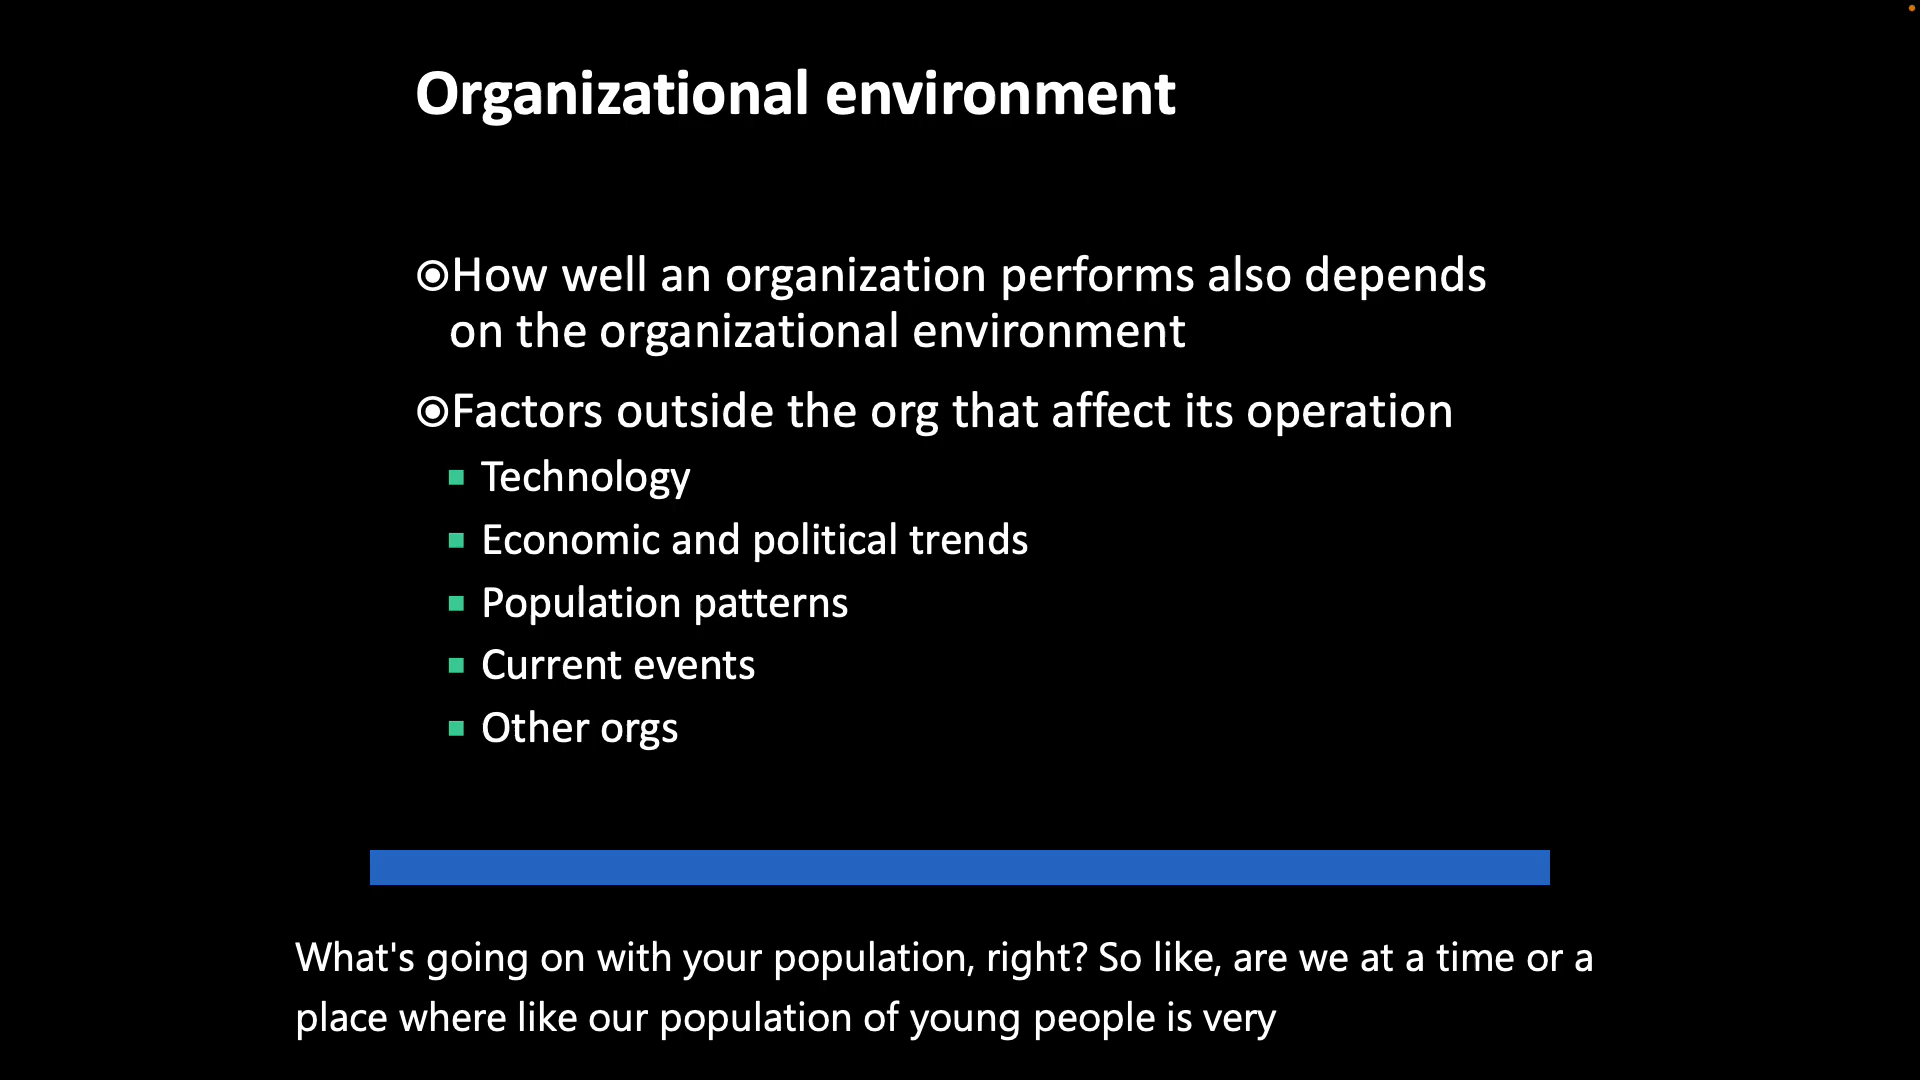 Organizational environment
How well an organization performs also depends
on the organizational environment
Factors outside the org that affect its operation
Technology
Economic and political trends
Population patterns
Current events
Other orgs
What's going on with your population, right? So like, are we at a time or a
place where like our population of young people is very